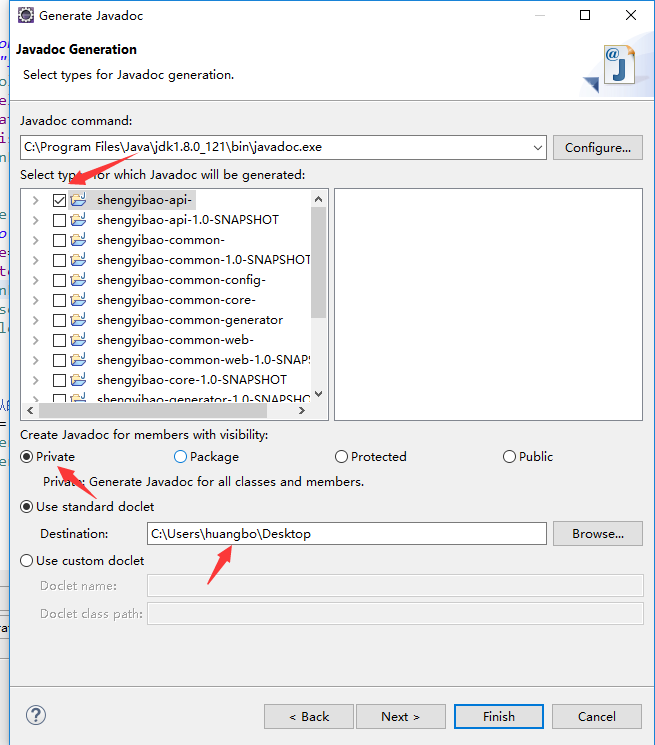 Generate Javadoc
Javadoc Generation
Select types for Javadoc generation.
Javadoc command:
C:\Program Files\Java\jdk1.8.0_121\bin\javadoc.exe
Configure...
Select types for which Javadoc will be generated:
shengyibao-api-
shengyibao-api-1.0-SNAPSHOT
shengyibao-common-
shengyibao-common-1.0-SNAPSHOT
shengyibao-common-config-
shengyibao-common-core-
shengyibao-common-generator
shengyibao-common-web-
shengyibao-common-web-1.0-SNAPS
shengyibao-core-1.0-SNAPSHOT
shengyibao-generator-1.0-SNAPSH
Create Javadoc for members with visibility:
Private Package Protected Public
Private: Generate Javadoc for all classes and members.
Use standard doclet
Destination: C:\Users\huangbo\Desktop Browse...
Use custom doclet
Doclet name:
Doclet class path:
? < Back Next > Finish Cancel